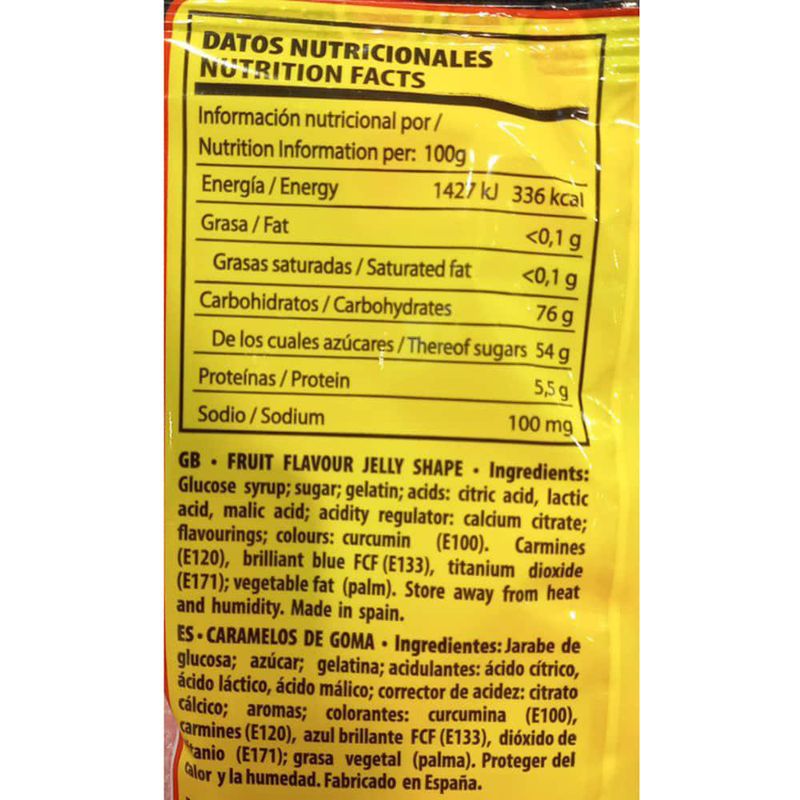 DATOS NUTRICIONALES
NUTRITION FACTS
Información nutricional por /
Nutrition Information per: 100g
Energía / Energy 1427 kJ 336 kcal
Grasa / Fat <0,1 g
Grasas saturadas / Saturated fat <0,1 g
Carbohidratos / Carbohydrates 76 g
De los cuales azúcares / Thereof sugars 54 g
Proteínas / Protein 5,5 g
Sodio / Sodium 100 mg
GB • FRUIT FLAVOUR JELLY SHAPE • Ingredients:
Glucose syrup; sugar; gelatin; acids: citric acid, lactic
acid, malic acid; acidity regulator: calcium citrate;
flavourings; colours: curcumin (E100). Carmines
(E120), brilliant blue FCF (E133), titanium dioxide
(E171); vegetable fat (palm). Store away from heat
and humidity. Made in spain.
ES • CARAMELOS DE GOMA • Ingredientes: Jarabe de
glucosa; azúcar; gelatina; acidulantes: ácido cítrico,
ácido láctico, ácido málico; corrector de acidez: citrato
cálcico; aromas; colorantes: curcumina (E100),
carmines (E120), azul brillante FCF (E133), dióxido de
titanio (E171); grasa vegetal (palma). Proteger del
calor y la humedad. Fabricado en España.